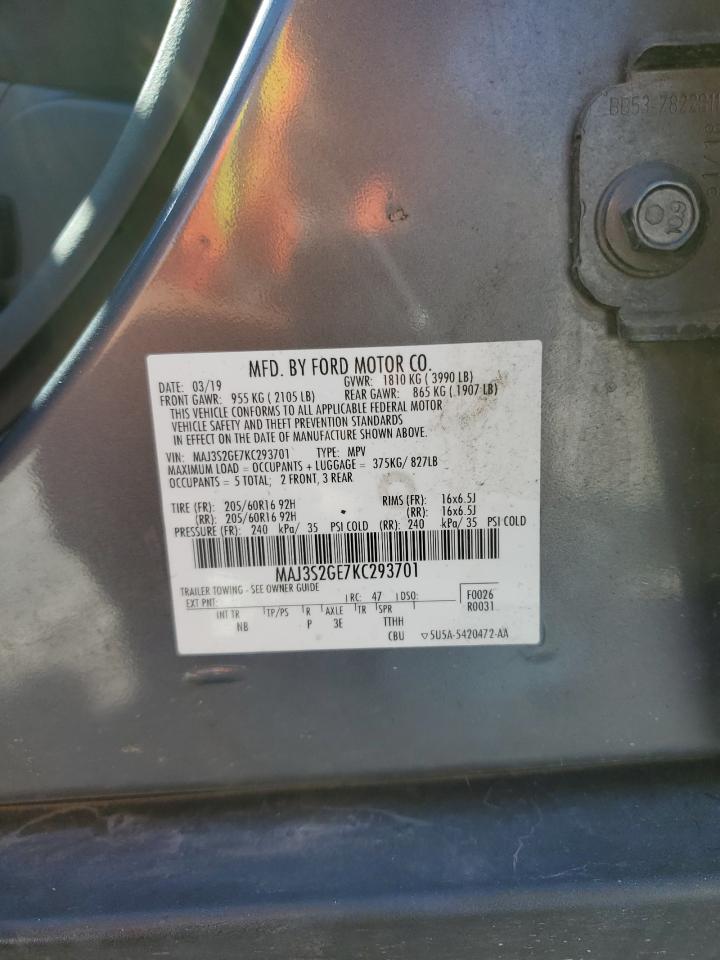 BB53-7822010
109
MFD. BY FORD MOTOR CO.
DATE: 03/19 GVWR: 1810 KG ( 3990 LB)
FRONT GAWR: 955 KG ( 2105 LB) REAR GAWR: 865 KG ( 1907 LB)
THIS VEHICLE CONFORMS TO ALL APPLICABLE FEDERAL MOTOR
VEHICLE SAFETY AND THEFT PREVENTION STANDARDS
IN EFFECT ON THE DATE OF MANUFACTURE SHOWN ABOVE.
VIN: MAJ3S2GE7KC293701 TYPE: MPV
MAXIMUM LOAD = OCCUPANTS + LUGGAGE = 375KG/ 827LB
OCCUPANTS = 5 TOTAL; 2 FRONT, 3 REAR
TIRE (FR): 205/60R16 92H RIMS (FR): 16x6.5J
(RR): 205/60R16 92H (RR): 16x6.5J
PRESSURE (FR): 240 kPa/ 35 PSI COLD (RR): 240 kPa/ 35 PSI COLD
MAJ3S2GE7KC293701
TRAILER TOWING - SEE OWNER GUIDE
EXT PNT: RC: 47 DSO: F0026
R0031
INT TR TP/PS R AXLE TR SPR
NB P 3E TTHH
CBU ▽5U5A-5420472-AA